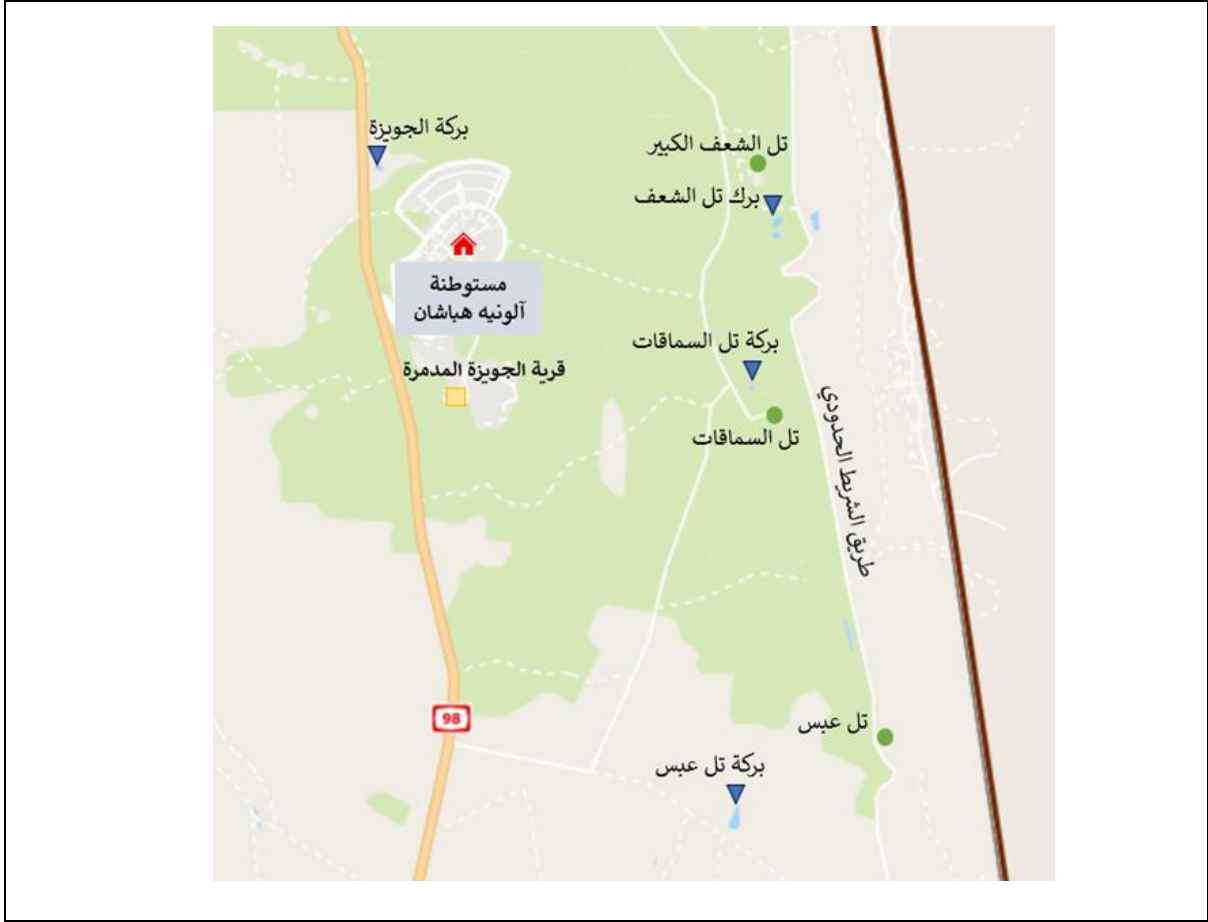 بركة الجويزة
تل الشعف الكبير
برك تل الشعف
مستوطنة
آلونيه هباشان
بركة تل السماقات
قرية الجويزة المدمرة
تل السماقات
طريق الشريط الحدودي
98
تل عبس
بركة تل عبس